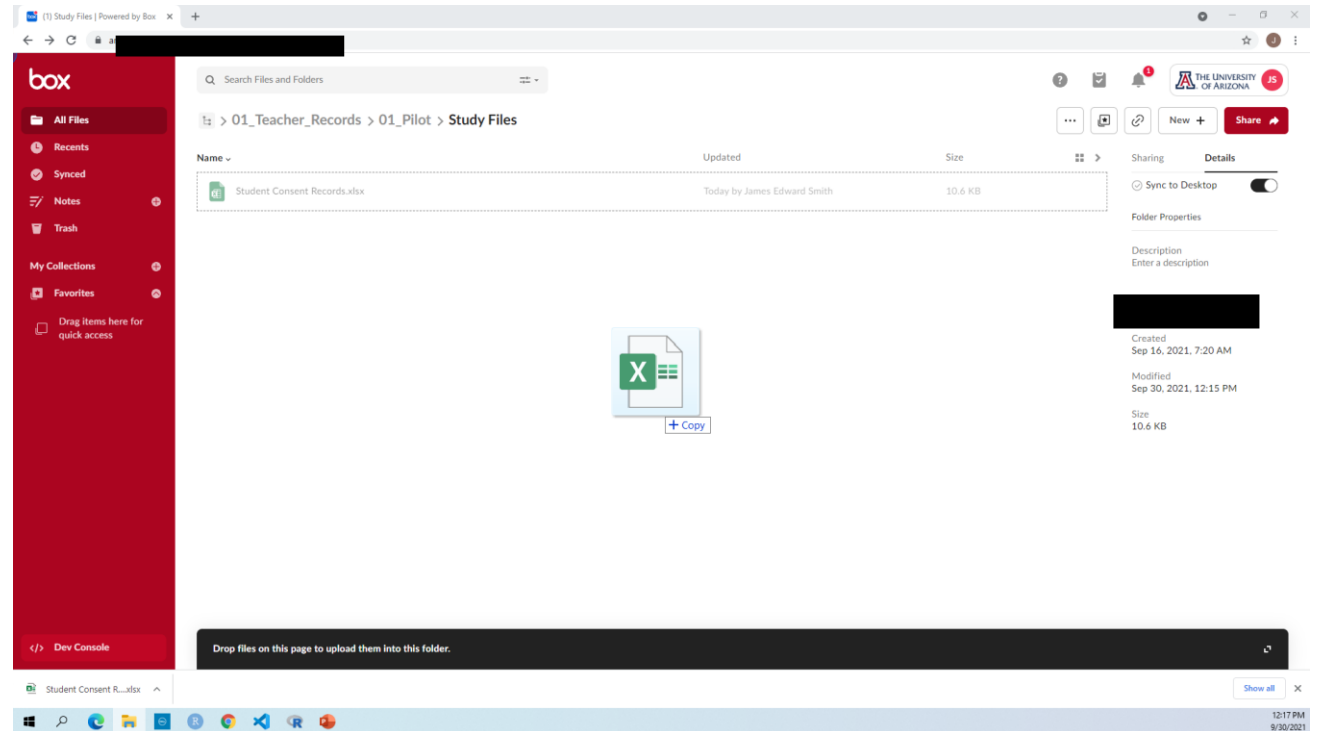 (1) Study Files | Powered by Box
box
Search Files and Folders
1
THE UNIVERSITY
OF ARIZONA
JS
J
All Files
Recents
Synced
Notes
Trash
My Collections
Favorites
Drag items here for
quick access
</> Dev Console
> 01_Teacher_Records > 01_Pilot > Study Files
New +
Share
Name
Updated
Size
Student Consent Records.xlsx
Today by James Edward Smith
10.6 KB
X
+ Copy
Sharing
Details
Sync to Desktop
Folder Properties
Description
Enter a description
Created
Sep 16, 2021, 7:20 AM
Modified
Sep 30, 2021, 12:15 PM
Size
10.6 KB
Drop files on this page to upload them into this folder.
Student Consent R....xlsx
Show all
12:17 PM
9/30/2021